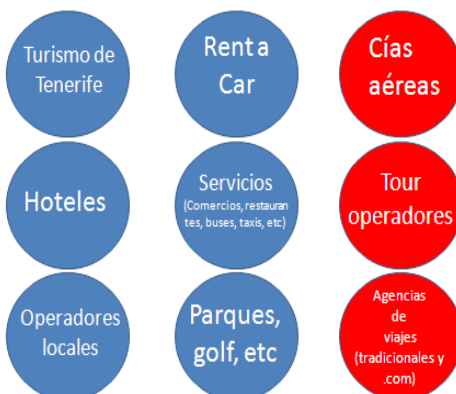 Turismo de
Tenerife
Rent a
Car
Cías
aéreas
Hoteles
Servicios
(Comercios, restauran
tes, buses, taxis, etc)
Tour
operadores
Operadores
locales
Parques,
golf, etc
Agencias
de
viajes
(tradicionales y
.com)